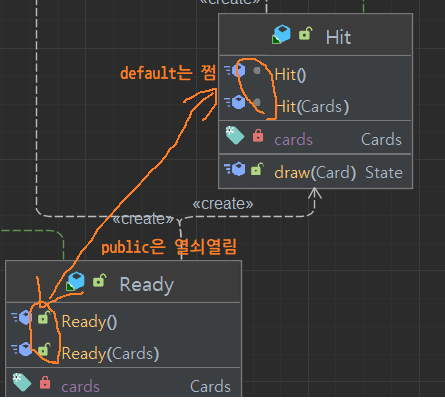 «create»
Hit
default는 쩜
Hit()
Hit(Cards)
cards Cards
draw(Card) State
«create»
«create»
public은 열쇠열림
Ready
Ready()
Ready(Cards)
cards Cards